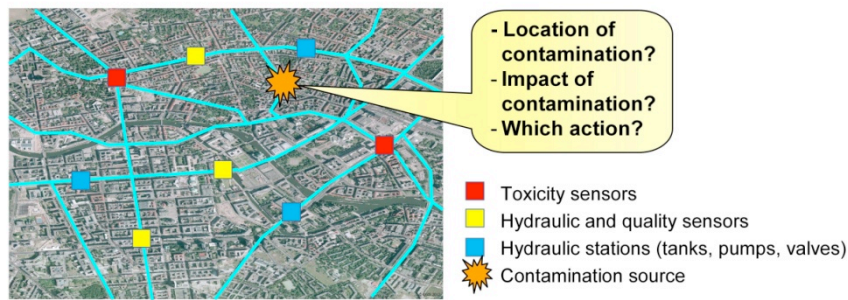 - Location of
contamination?
- Impact of
contamination?
- Which action?
Toxicity sensors
Hydraulic and quality sensors
Hydraulic stations (tanks, pumps, valves)
Contamination source